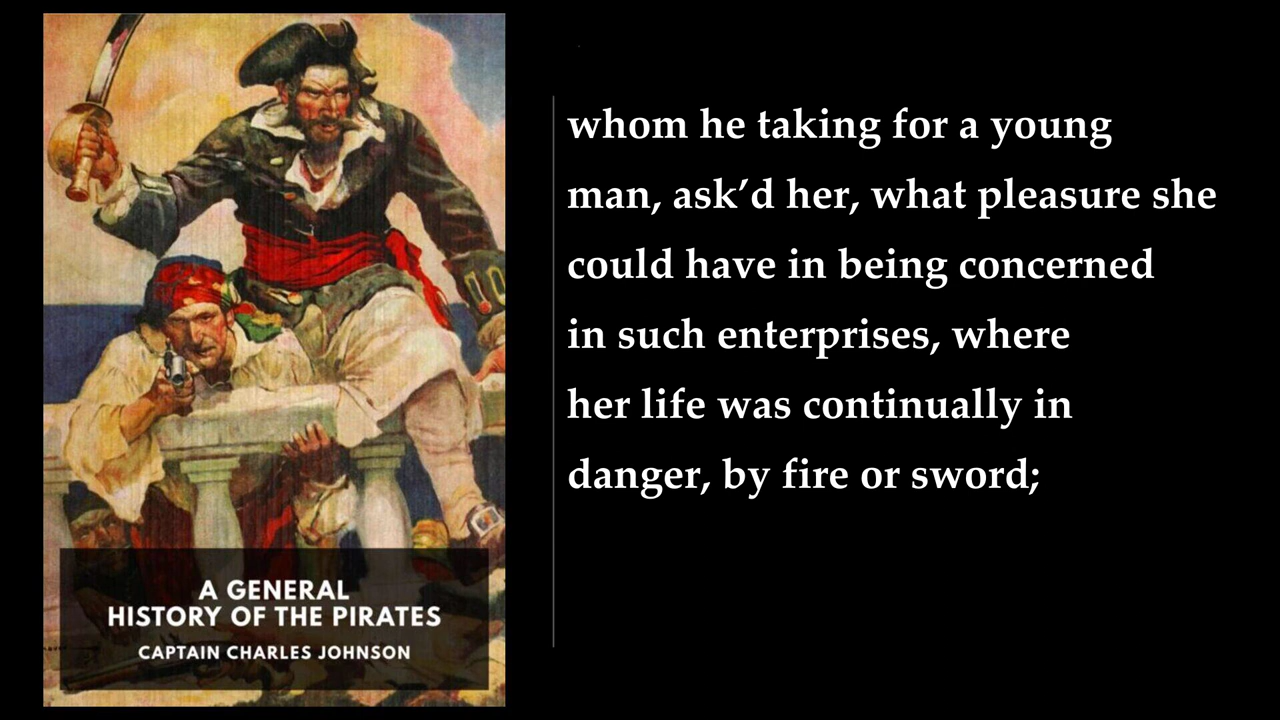 A GENERAL
HISTORY OF THE PIRATES
CAPTAIN CHARLES JOHNSON
whom he taking for a young
man, ask’d her, what pleasure she
could have in being concerned
in such enterprises, where
her life was continually in
danger, by fire or sword;